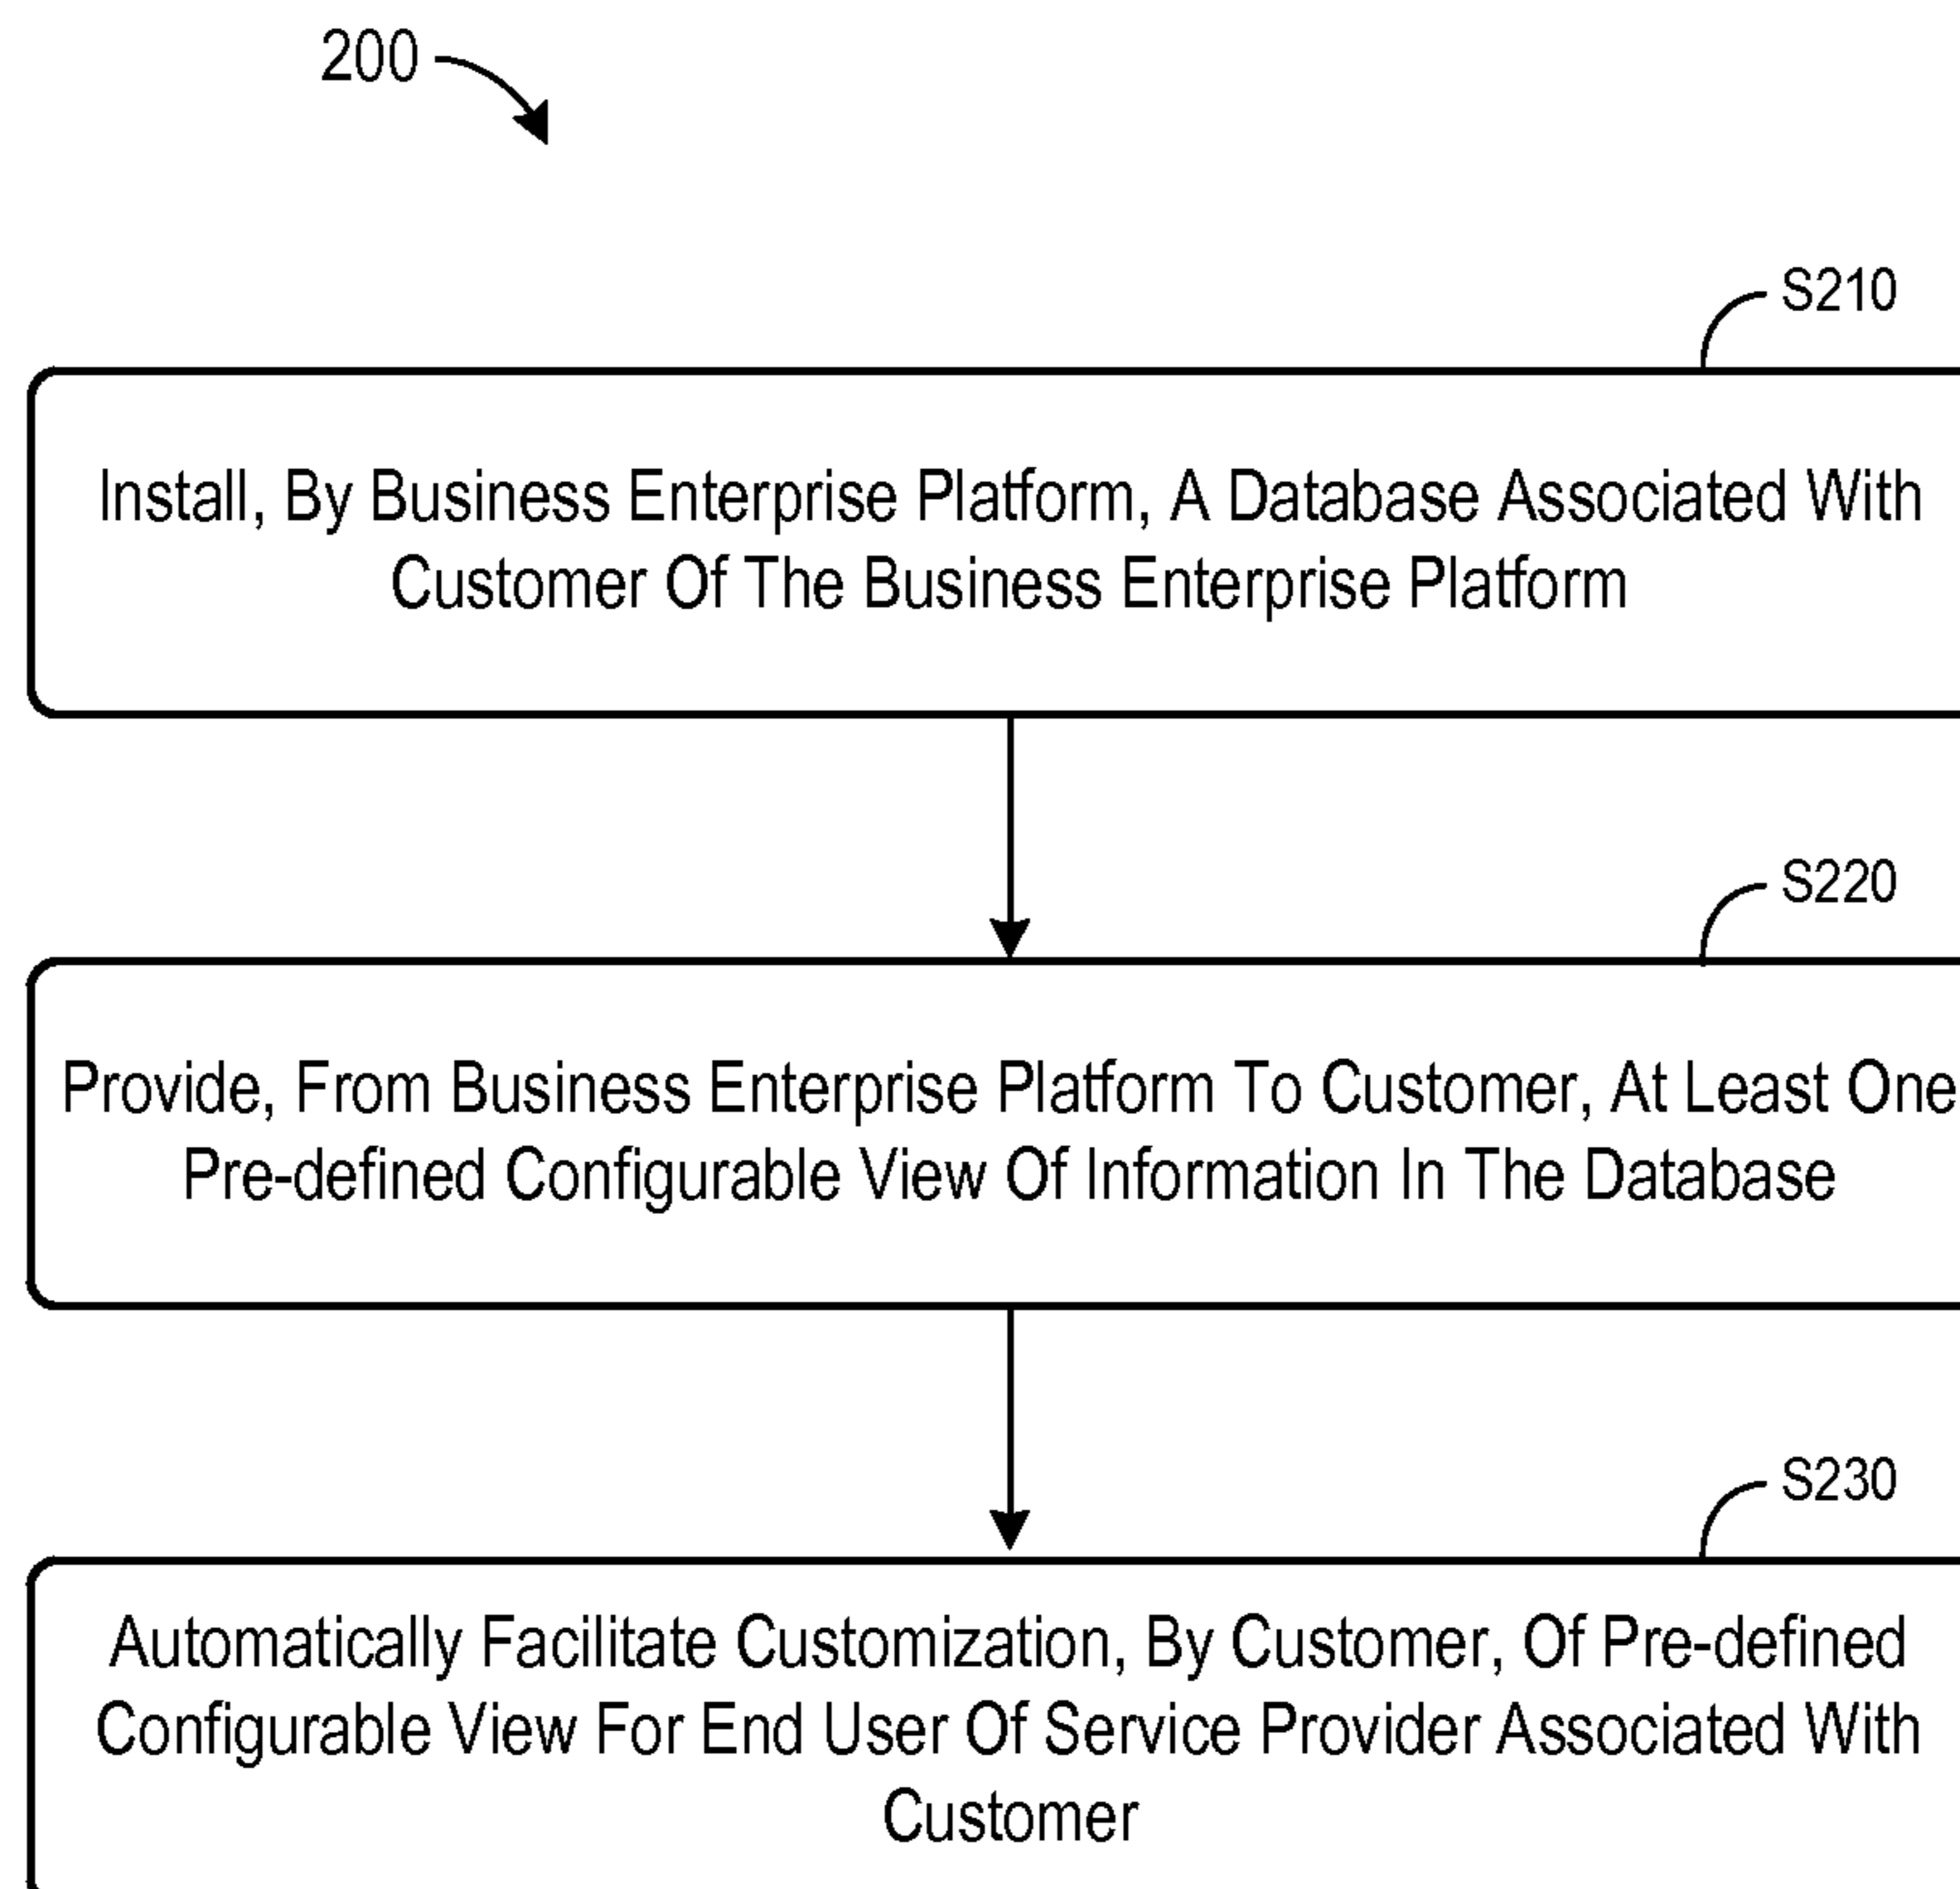 200
S210
Install, By Business Enterprise Platform, A Database Associated With
Customer Of The Business Enterprise Platform
S220
Provide, From Business Enterprise Platform To Customer, At Least One
Pre-defined Configurable View Of Information In The Database
S230
Automatically Facilitate Customization, By Customer, Of Pre-defined
Configurable View For End User Of Service Provider Associated With
Customer